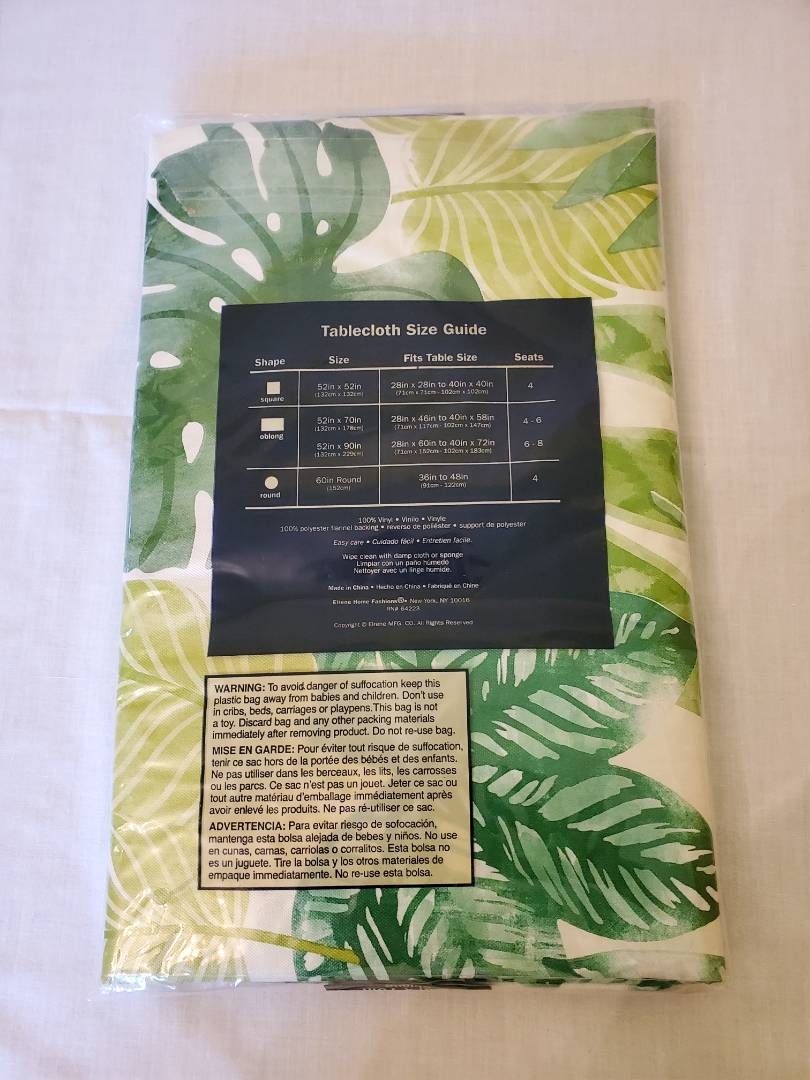 Tablecloth Size Guide
Shape Size Fits Table Size Seats
square 52in x 52in 28in x 28in to 40in x 40in 4
(132cm x 132cm) (71cm x 71cm - 102cm x 102cm)
oblong 52in x 70in 28in x 46in to 40in x 58in 4 - 6
(132cm x 178cm) (71cm x 117cm - 102cm x 147cm)
52in x 90in 28in x 60in to 40in x 72in 6 - 8
(132cm x 229cm) (71cm x 152cm - 102cm x 183cm)
round 60in Round 36in to 48in 4
(152cm) (91cm - 122cm)
100% Vinyl • Vinilo • Vinyle
100% polyester flannel backing • reverso de poliéster • support de polyester
Easy care • Cuidado fácil • Entretien facile.
Wipe clean with damp cloth or sponge
Limpiar con un paño húmedo
Nettoyer avec un linge humide.
Made in China • Hecho en China • Fabriqué en Chine
Elrene Home Fashions® • New York, NY 10016
RN# 64223
Copyright © Elrene MFG. CO. All Rights Reserved
WARNING: To avoid danger of suffocation keep this
plastic bag away from babies and children. Don't use
in cribs, beds, carriages or playpens.This bag is not
a toy. Discard bag and any other packing materials
immediately after removing product. Do not re-use bag.
MISE EN GARDE: Pour éviter tout risque de suffocation,
tenir ce sac hors de la portée des bébés et des enfants.
Ne pas utiliser dans les berceaux, les lits, les carrosses
ou les parcs. Ce sac n'est pas un jouet. Jeter ce sac ou
tout autre matériau d'emballage immédiatement après
avoir enlevé les produits. Ne pas ré-utiliser ce sac.
ADVERTENCIA: Para evitar riesgo de sofocación,
mantenga esta bolsa alejada de bebes y niños. No use
en cunas, camas, carriolas o corralitos. Esta bolsa no
es un juguete. Tire la bolsa y los otros materiales de
empaque immediatamente. No re-use esta bolsa.